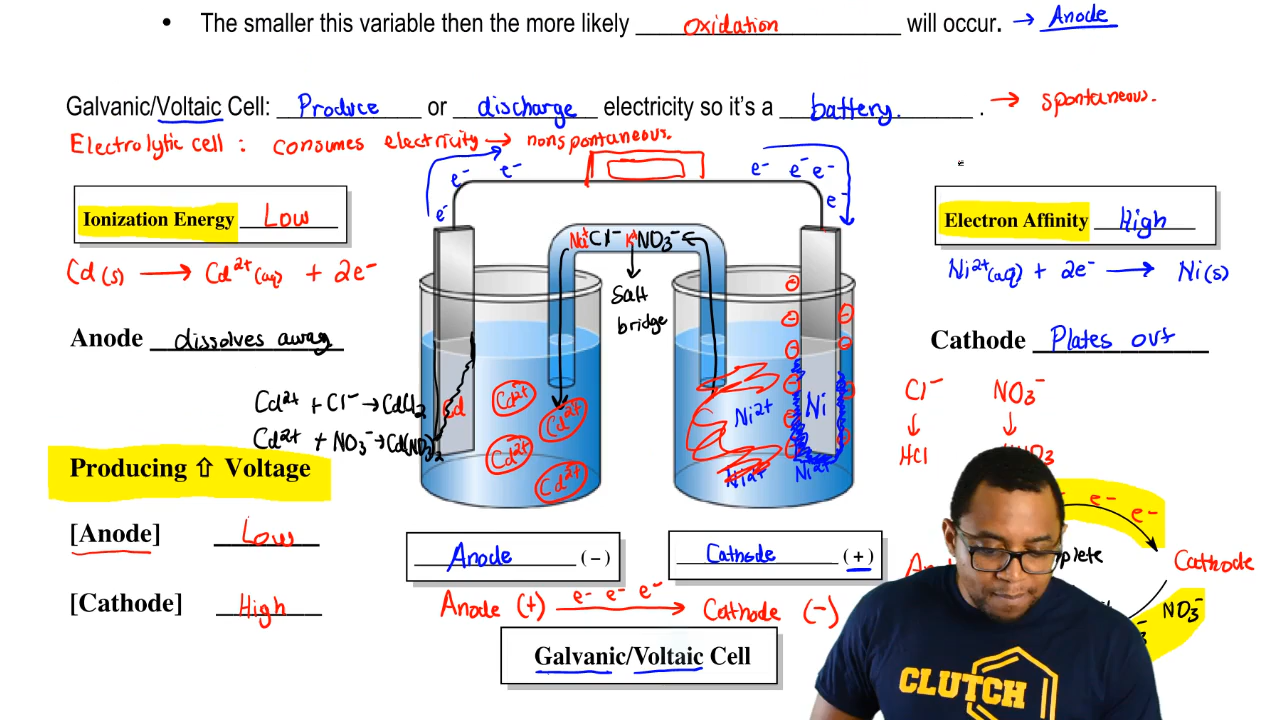 • The smaller this variable then the more likely oxidation will occur. → Anode
Galvanic/Voltaic Cell: Produce or discharge electricity so it's a battery. → spontaneous.
Electrolytic cell: consumes electricity → nonspontaneous.
e⁻ e⁻ e⁻
e⁻ e⁻ e⁻ e⁻
e⁻
Ionization Energy Low
Cd(s) → Cd²⁺(aq) + 2e⁻
Electron Affinity High
Ni²⁺(aq) + 2e⁻ → Ni(s)
Na⁺Cl⁻ K⁺NO₃⁻
Salt
bridge
Anode dissolves away
Cathode Plates out
Cd²⁺ + Cl⁻ → CdCl₂
Cd²⁺ + NO₃⁻ → Cd(NO₃)₂
Cd
Cd²⁺
Cd²⁺
Cd²⁺
Cd²⁺
Ni²⁺
Ni
Ni²⁺ Ni²⁺
Cl⁻ NO₃⁻
↓ ↓
HCl
Producing ⇧ Voltage
[Anode] Low
[Cathode] High
Anode (-)
Cathode (+)
Anode (+) e⁻ e⁻ e⁻ → Cathode (-)
Galvanic/Voltaic Cell
e⁻ e⁻
Cathode
NO₃⁻
CLUTCH